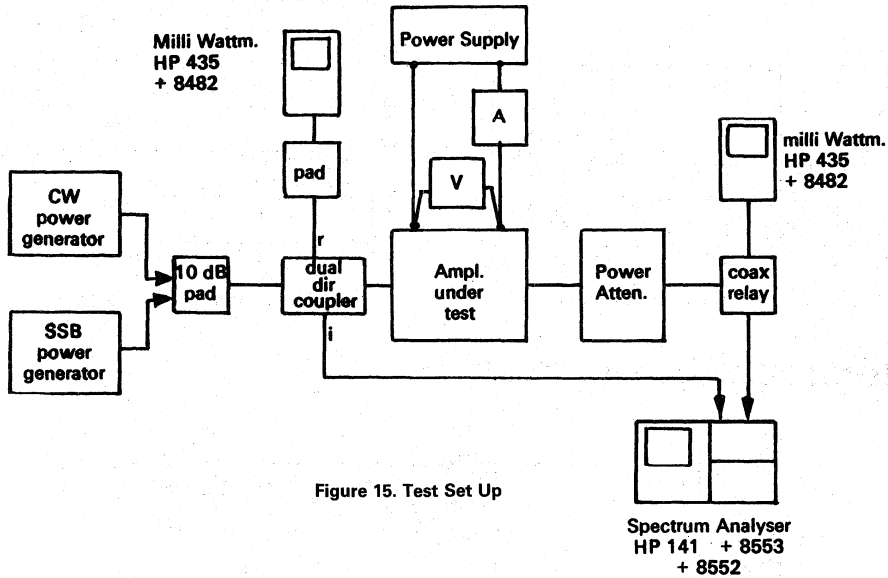 Milli Wattm.
HP 435
+ 8482
Power Supply
A
milli Wattm.
HP 435
+ 8482
pad
V
CW
power
generator
r
10 dB
pad
dual
dir
coupler
Ampl.
under
test
Power
Atten.
coax
relay
SSB
power
generator
i
Figure 15. Test Set Up
Spectrum Analyser
HP 141 + 8553
+ 8552